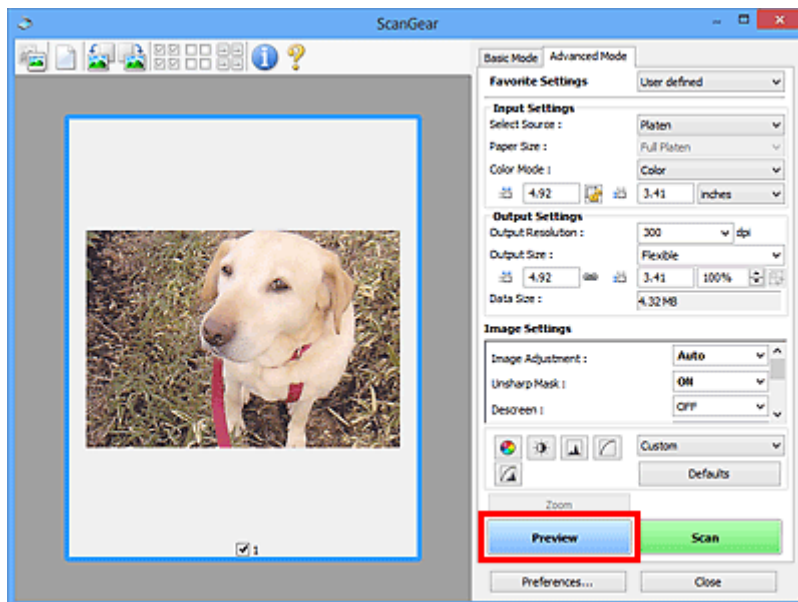 ScanGear
Basic Mode
Advanced Mode
Favorite Settings
User defined
Input Settings
Select Source :
Platen
Paper Size :
Full Platen
Color Mode :
Color
4.92
3.41
inches
Output Settings
Output Resolution :
300
dpi
Output Size :
Flexible
4.92
3.41
100%
Data Size :
4.32 MB
Image Settings
Image Adjustment :
Auto
Unsharp Mask :
ON
Descreen :
OFF
Custom
Defaults
Zoom
Preview
Scan
1
Preferences...
Close